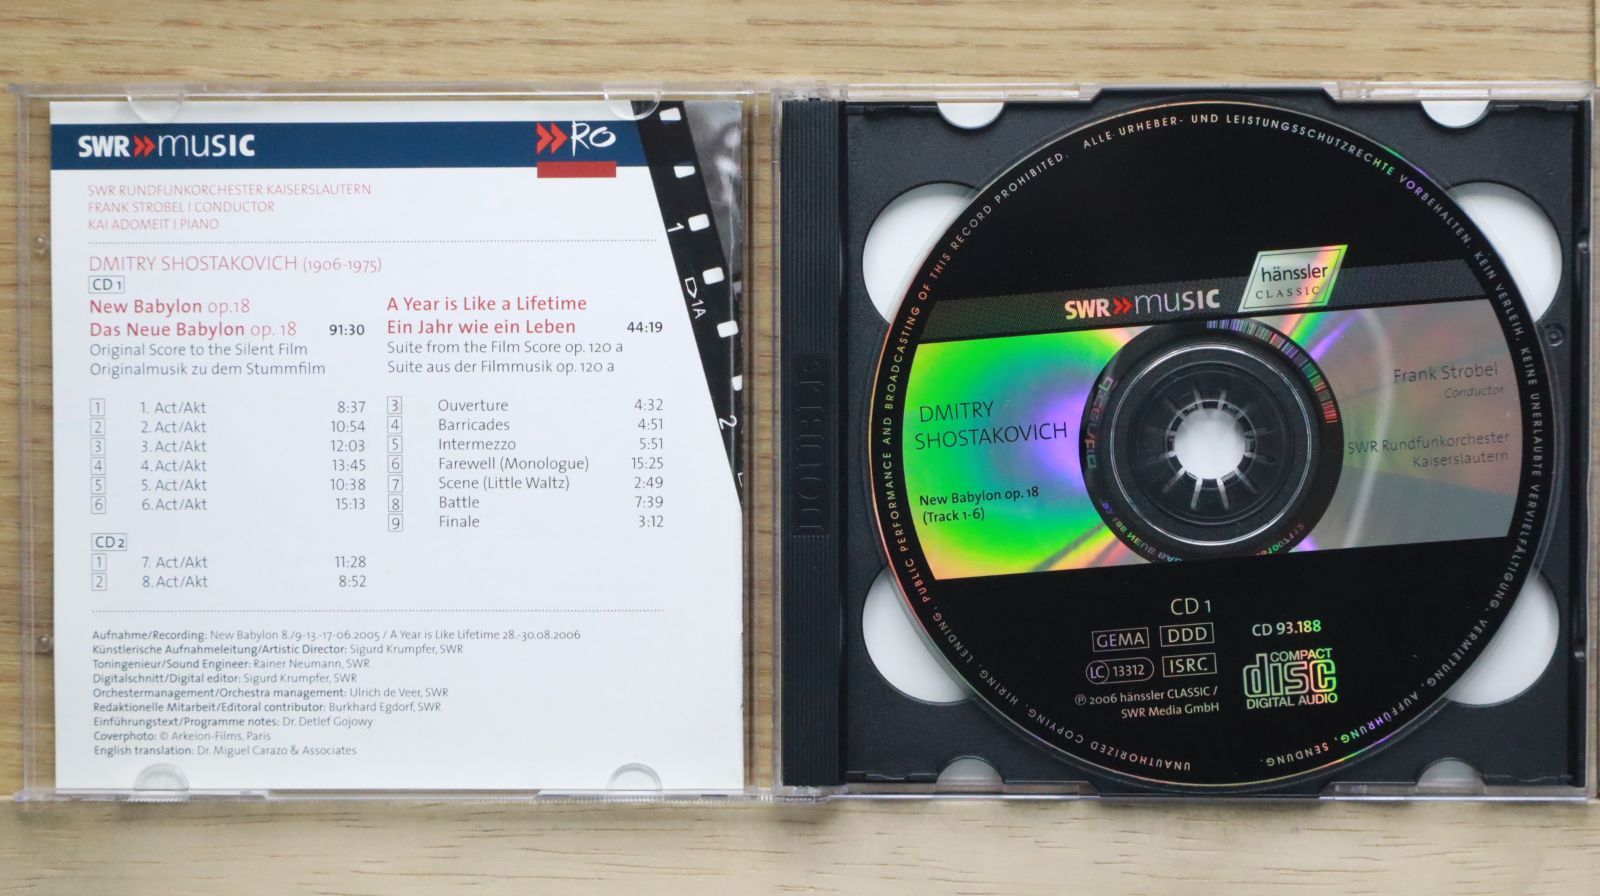 SWR»music
»RO
SWR RUNDFUNKORCHESTER KAISERSLAUTERN
FRANK STROBEL | CONDUCTOR
KAI ADOMEIT | PIANO
DMITRY SHOSTAKOVICH (1906-1975)
CD 1
New Babylon op.18
Das Neue Babylon op. 18 91:30
Original Score to the Silent Film
Originalmusik zu dem Stummfilm
1 1. Act/Akt 8:37
2 2. Act/Akt 10:54
3 3. Act/Akt 12:03
4 4. Act/Akt 13:45
5 5. Act/Akt 10:38
6 6. Act/Akt 15:13
CD 2
1 7. Act/Akt 11:28
2 8. Act/Akt 8:52
A Year is Like a Lifetime
Ein Jahr wie ein Leben 44:19
Suite from the Film Score op. 120 a
Suite aus der Filmmusik op. 120 a
3 Ouverture 4:32
4 Barricades 4:51
5 Intermezzo 5:51
6 Farewell (Monologue) 15:25
7 Scene (Little Waltz) 2:49
8 Battle 7:39
9 Finale 3:12
Aufnahme/Recording: New Babylon 8./9-13.-17-06.2005 / A Year is Like Lifetime 28.-30.08.2006
Künstlerische Aufnahmeleitung/Artistic Director: Sigurd Krumpfer, SWR
Toningenieur/Sound Engineer: Rainer Neumann, SWR
Digitalschnitt/Digital editor: Sigurd Krumpfer, SWR
Orchestermanagement/Orchestra management: Ulrich de Veer, SWR
Redaktionelle Mitarbeit/Editoral contributor: Burkhard Egdorf, SWR
Einführungstext/Programme notes: Dr. Detlef Gojowy
Coverphoto: © Arkeion-Films, Paris
English translation: Dr. Miguel Carazo & Associates
1
1A
2
DOUBLE
ALLE URHEBER- UND LEISTUNGSSCHUTZRECHTE VORBEHALTEN. KEIN VERLEIH, KEINE UNERLAUBTE VERVIELFÄLTIGUNG, VERMIETUNG, AUFFÜHRUNG, SENDUNG.
UNAUTHORIZED COPYING, HIRING, LENDING, PUBLIC PERFORMANCE AND BROADCASTING OF THIS RECORD PROHIBITED.
hänssler
CLASSIC
SWR»music
DMITRY
SHOSTAKOVICH
New Babylon op. 18
(Track 1-6)
Frank Strobel
Conductor
SWR Rundfunkorchester
Kaiserslautern
CD 1
GEMA DDD
LC 13312 ISRC
℗ 2006 hänssler CLASSIC /
SWR Media GmbH
CD 93.188
COMPACT
disc
DIGITAL AUDIO